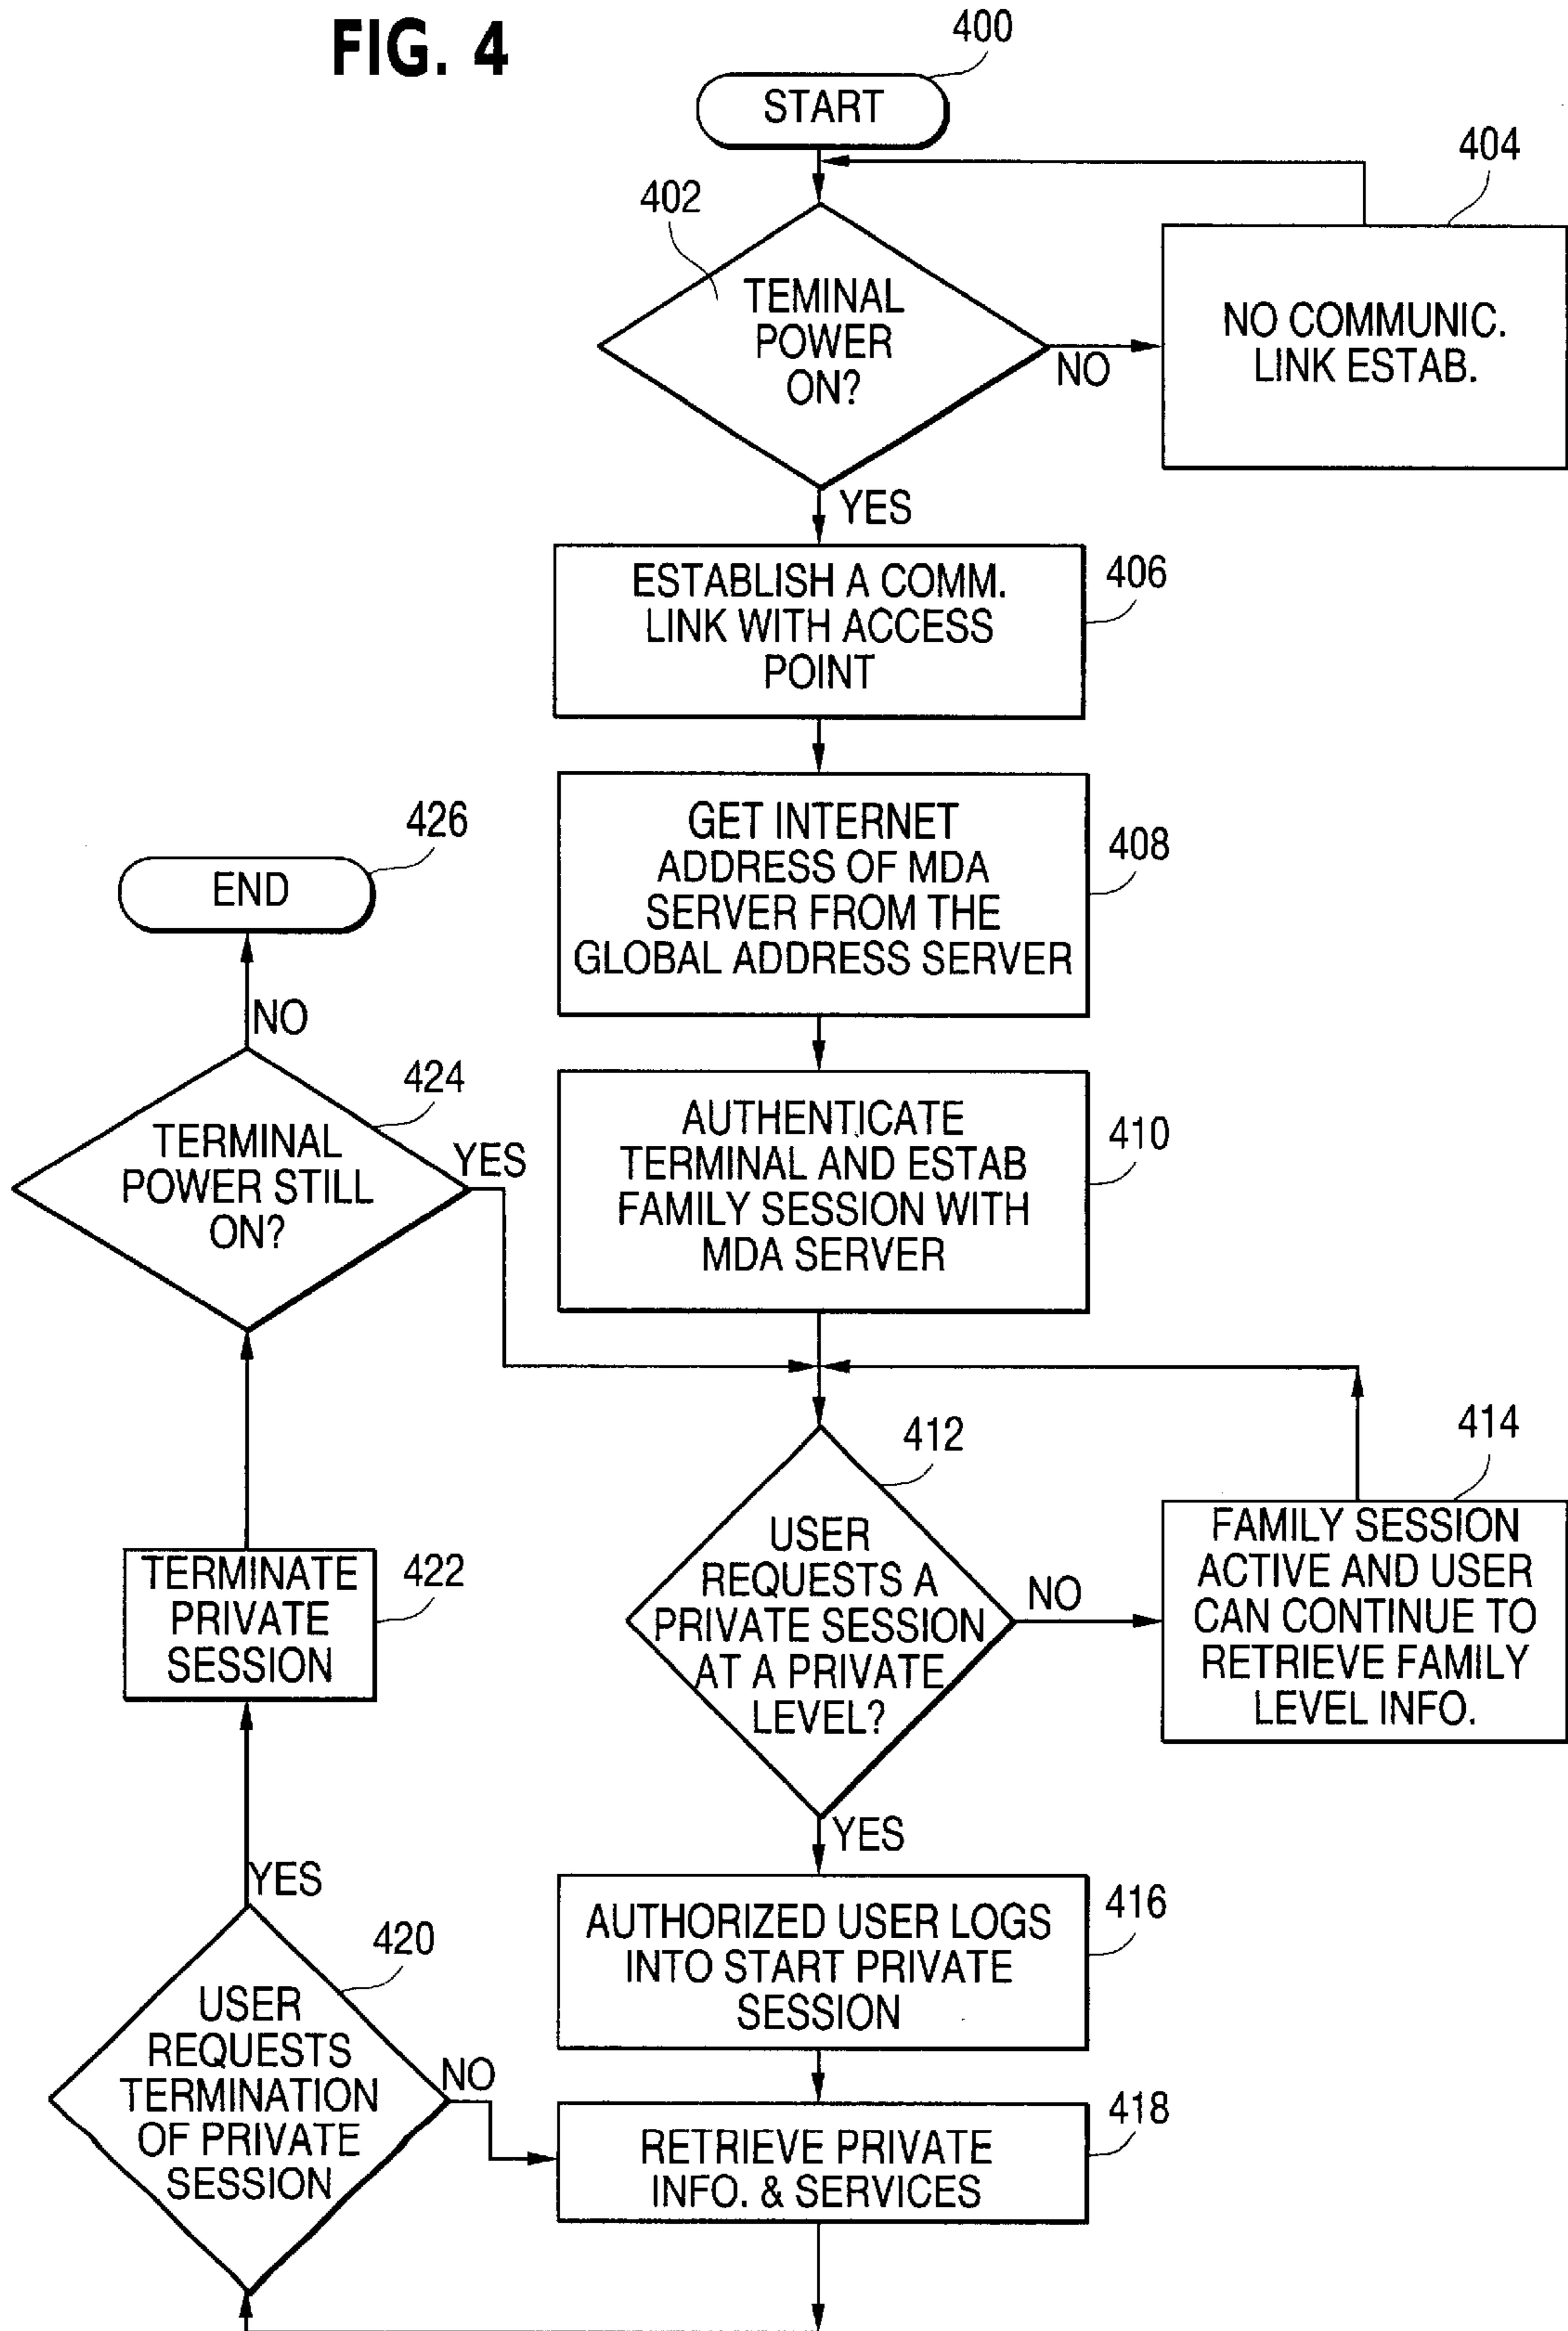 FIG. 4
400
START
404
402
TEMINAL
POWER
ON?
NO
NO COMMUNIC.
LINK ESTAB.
YES
ESTABLISH A COMM.
LINK WITH ACCESS
POINT
406
GET INTERNET
ADDRESS OF MDA
SERVER FROM THE
GLOBAL ADDRESS SERVER
408
426
END
NO
424
TERMINAL
POWER STILL
ON?
YES
AUTHENTICATE
TERMINAL AND ESTAB
FAMILY SESSION WITH
MDA SERVER
410
412
USER
REQUESTS A
PRIVATE SESSION
AT A PRIVATE
LEVEL?
NO
414
FAMILY SESSION
ACTIVE AND USER
CAN CONTINUE TO
RETRIEVE FAMILY
LEVEL INFO.
TERMINATE
PRIVATE
SESSION
422
YES
YES
AUTHORIZED USER LOGS
INTO START PRIVATE
SESSION
416
420
USER
REQUESTS
TERMINATION
OF PRIVATE
SESSION
NO
RETRIEVE PRIVATE
INFO. & SERVICES
418